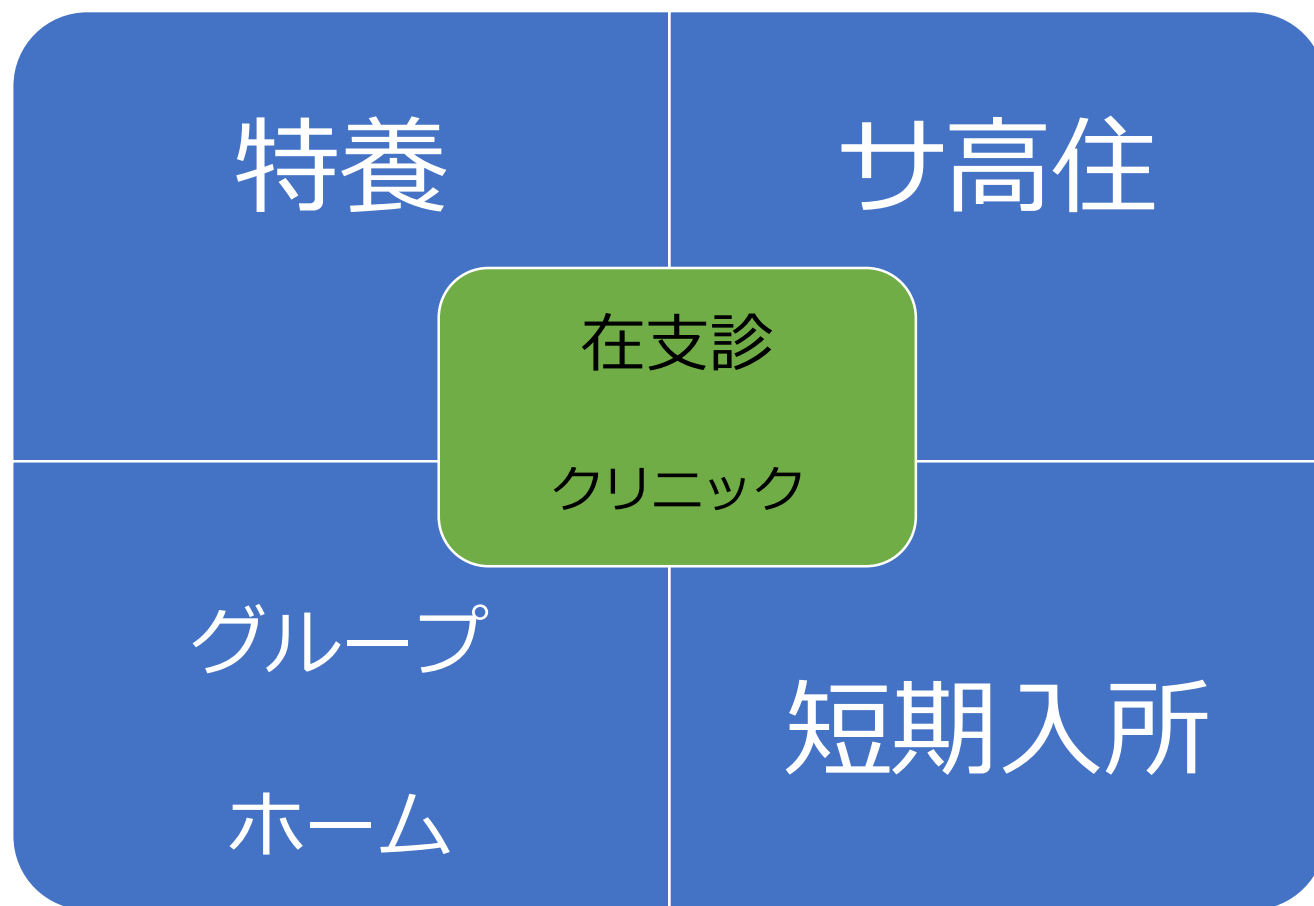 特養
サ高住
在支診
クリニック
グループ
ホーム
短期入所